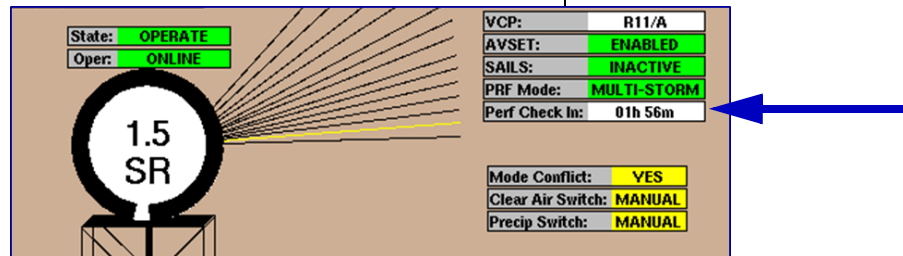 State: OPERATE
Oper: ONLINE
1.5
SR
VCP: R11/A
AVSET: ENABLED
SAILS: INACTIVE
PRF Mode: MULTI-STORM
Perf Check In: 01h 56m
Mode Conflict: YES
Clear Air Switch: MANUAL
Precip Switch: MANUAL